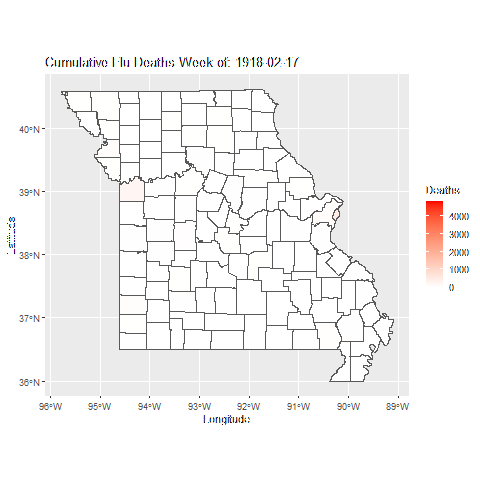 Cumulative Flu Deaths Week of: 1918-02-17
40°N
39°N
38°N
37°N
36°N
96°W
95°W
94°W
93°W
92°W
91°W
90°W
89°W
Longitude
Latitude
Deaths
4000
3000
2000
1000
0